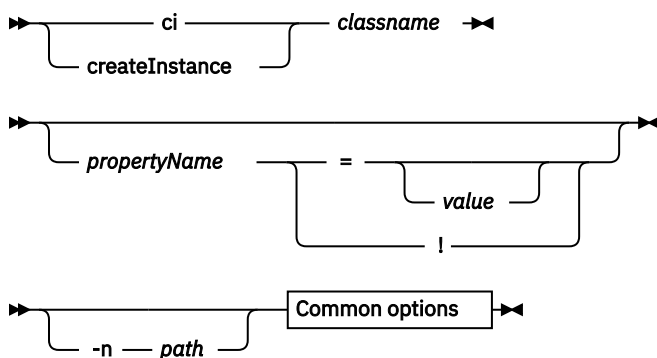 ci classname
createInstance
propertyName =
value
!
Common options
-n path